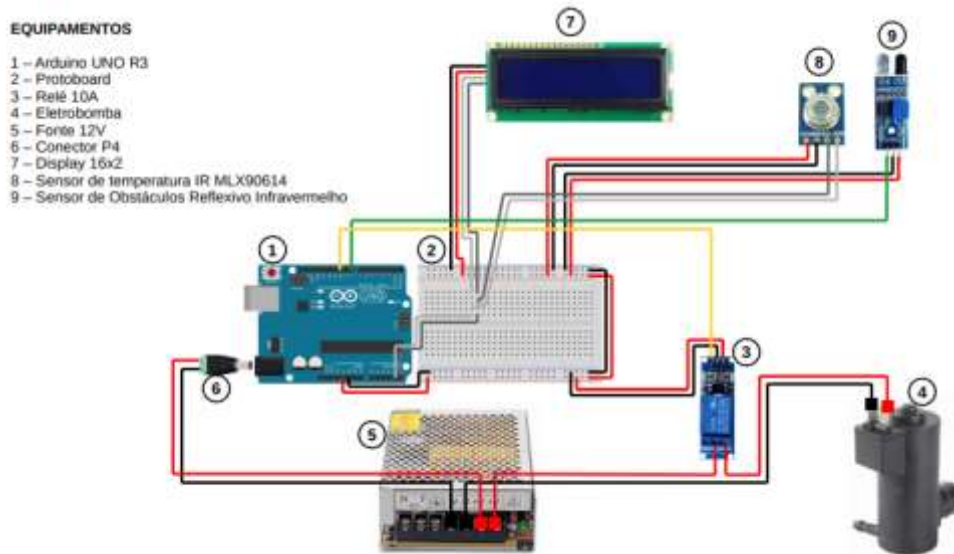 EQUIPAMENTOS
1 – Arduino UNO R3
2 – Protoboard
3 – Relê 10A
4 – Eletrobomba
5 – Fonte 12V
6 – Conector P4
7 – Display 16x2
8 – Sensor de temperatura IR MLX90614
9 – Sensor de Obstáculos Reflexivo Infravermelho
7
8
9
1
2
UNO
3
6
4
5